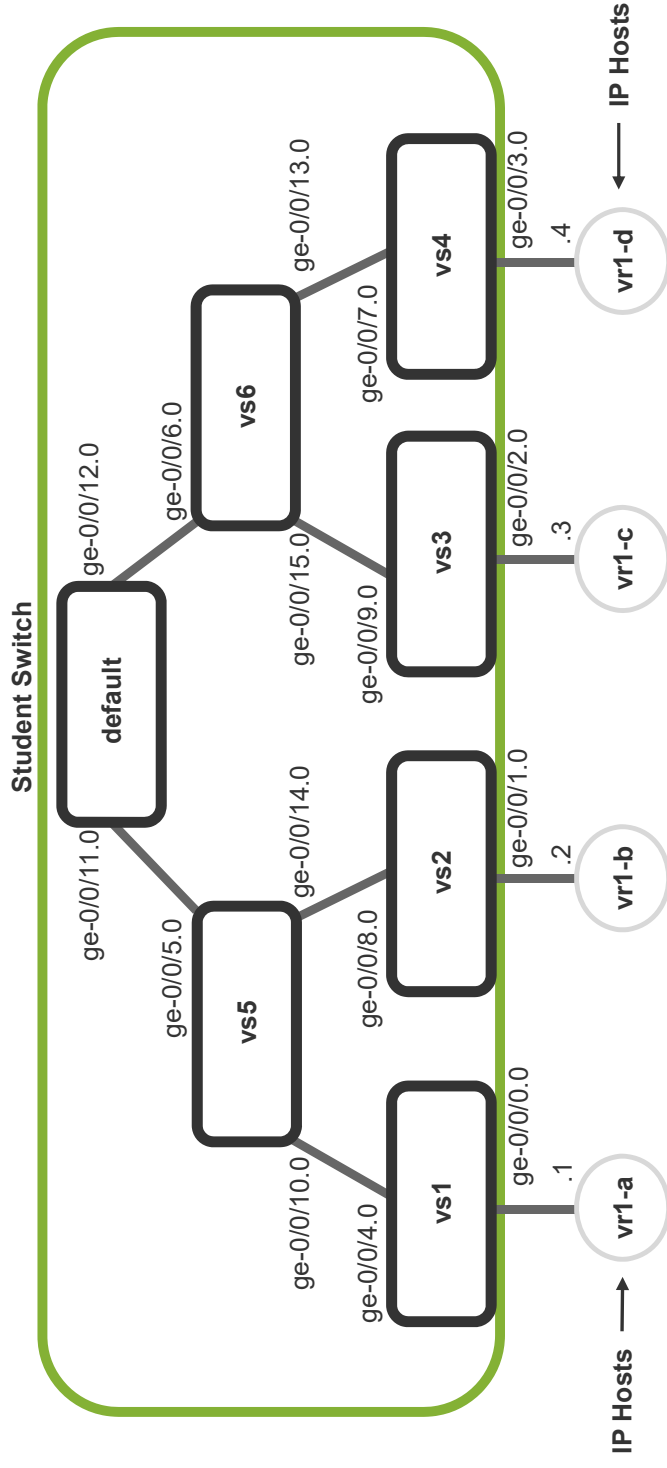 Student Switch
default
ge-0/0/11.0
ge-0/0/12.0
ge-0/0/5.0
ge-0/0/6.0
vs5
vs6
ge-0/0/10.0
ge-0/0/14.0
ge-0/0/15.0
ge-0/0/13.0
ge-0/0/4.0
ge-0/0/8.0
ge-0/0/9.0
ge-0/0/7.0
vs1
vs2
vs3
vs4
ge-0/0/0.0
ge-0/0/1.0
ge-0/0/2.0
ge-0/0/3.0
.1
.2
.3
.4
IP Hosts
vr1-a
vr1-b
vr1-c
vr1-d
IP Hosts